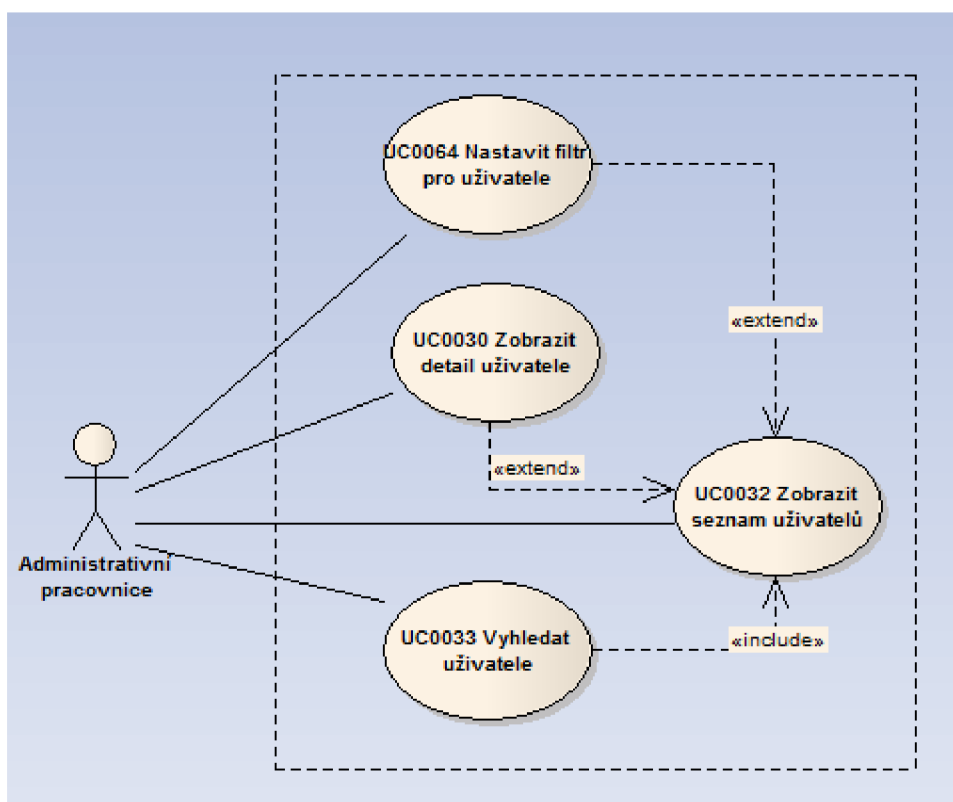 UC0064 Nastavit filtr
pro uživatele
«extend»
UC0030 Zobrazit
detail uživatele
«extend»
UC0032 Zobrazit
seznam uživatelů
Administrativní
pracovnice
UC0033 Vyhledat
uživatele
«include»